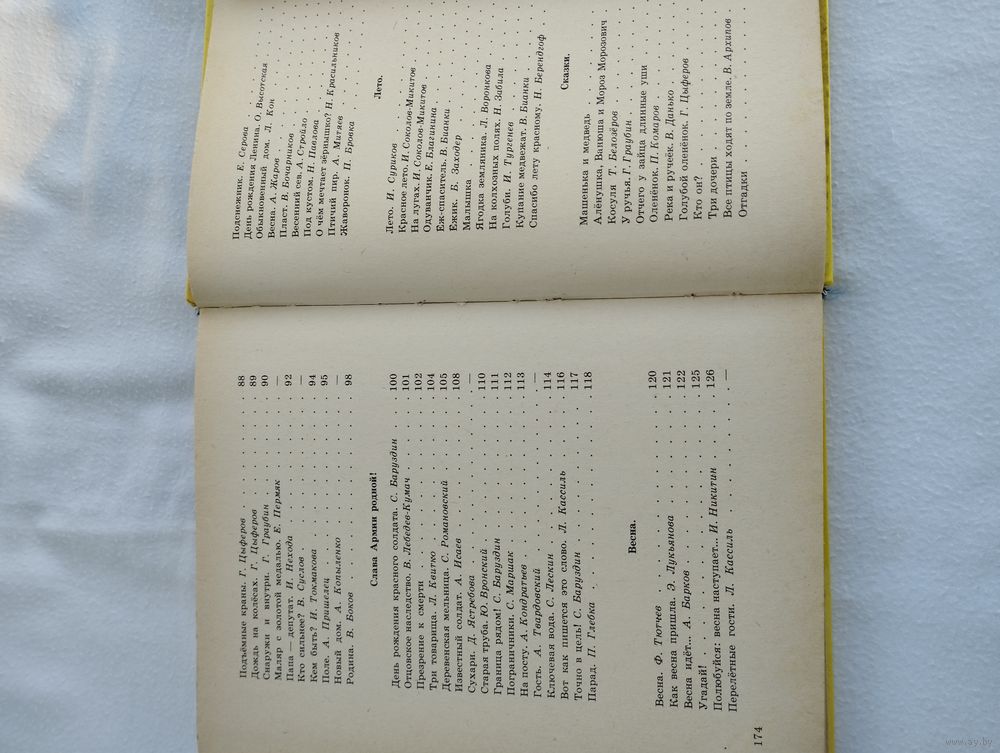 Подъёмные краны. Г. Цыферов . . . . . . . . 88
Дождь на колёсах. Г. Цыферов . . . . . . . . 89
Снаружи и внутри. Г. Граубин . . . . . . . . 90
Маляр с золотой медалью. Е. Пермяк . . . . . . —
Папа — депутат. И. Нехода . . . . . . . . 92
Кто сильнее? В. Суслов . . . . . . . . —
Кем быть? И. Токмакова . . . . . . . . 94
Поле. А. Пришелец . . . . . . . . 95
Новый дом. А. Копыленко . . . . . . . . —
Родина. В. Боков . . . . . . . . 98
Слава Армии родной!
День рождения красного солдата. С. Баруздин . . 100
Отцовское наследство. В. Лебедев-Кумач . . . . 101
Презрение к смерти . . . . . . . . 102
Три товарища. Л. Квитко . . . . . . . . 104
Деревенская мельница. С. Романовский . . . . 105
Известный солдат. А. Исаев . . . . . . . . 108
Сухари. Д. Ястребова . . . . . . . . —
Старая труба. Ю. Вронский . . . . . . . . 110
Граница рядом! С. Баруздин . . . . . . . . 111
Пограничники. С. Маршак . . . . . . . . 112
На посту. А. Кондратьев . . . . . . . . 113
Гость. А. Твардовский . . . . . . . . —
Ключевая вода. С. Лескин . . . . . . . . 114
Вот как пишется это слово. Л. Кассиль . . . . 116
Точно в цель! С. Баруздин . . . . . . . . 117
Парад. П. Глебка . . . . . . . . 118
Весна.
Весна. Ф. Тютчев . . . . . . . . 120
Как весна пришла. Э. Лукьянова . . . . . . 121
Весна идёт... А. Барков . . . . . . . . 122
Угадай! . . . . . . . . 125
Полюбуйся: весна наступает... И. Никитин . . . 126
Перелётные гости. Л. Кассиль . . . . . . . . —
174
Подснежник. Е. Серова
День рождения Ленина. О. Высотская
Обыкновенный дом. Л. Кон
Весна. А. Жаров
Пласт. В. Бочарников
Весенний сев. А. Стройло
Под кустом. Н. Павлова
О чём мечтает зёрнышко? Н. Красильников
Птичий пир. А. Митяев
Жаворонок. П. Бровка
Лето.
Лето. И. Суриков
Красное лето. И. Соколов-Микитов
На лугах. И. Соколов-Микитов
Одуванчик. Е. Благинина
Ёж-спаситель. В. Бианки
Ёжик. Б. Заходер
Малышка
Ягодка земляника. Л. Воронкова
На колхозных полях. Н. Забила
Голуби. И. Тургенев
Купание медвежат. В. Бианки
Спасибо лету красному. Н. Берендгоф
Сказки.
Машенька и медведь
Алёнушка, Ванюша и Мороз Морозович
Косуля Т. Белозёров
У ручья. Г. Граубин
Отчего у зайца длинные уши
Оленёнок. П. Комаров
Река и ручеёк. В. Данько
Голубой оленёнок. Г. Цыферов
Кто он?
Три дочери
Все птицы ходят по земле. В. Архипов
Отгадки
www.ay.by